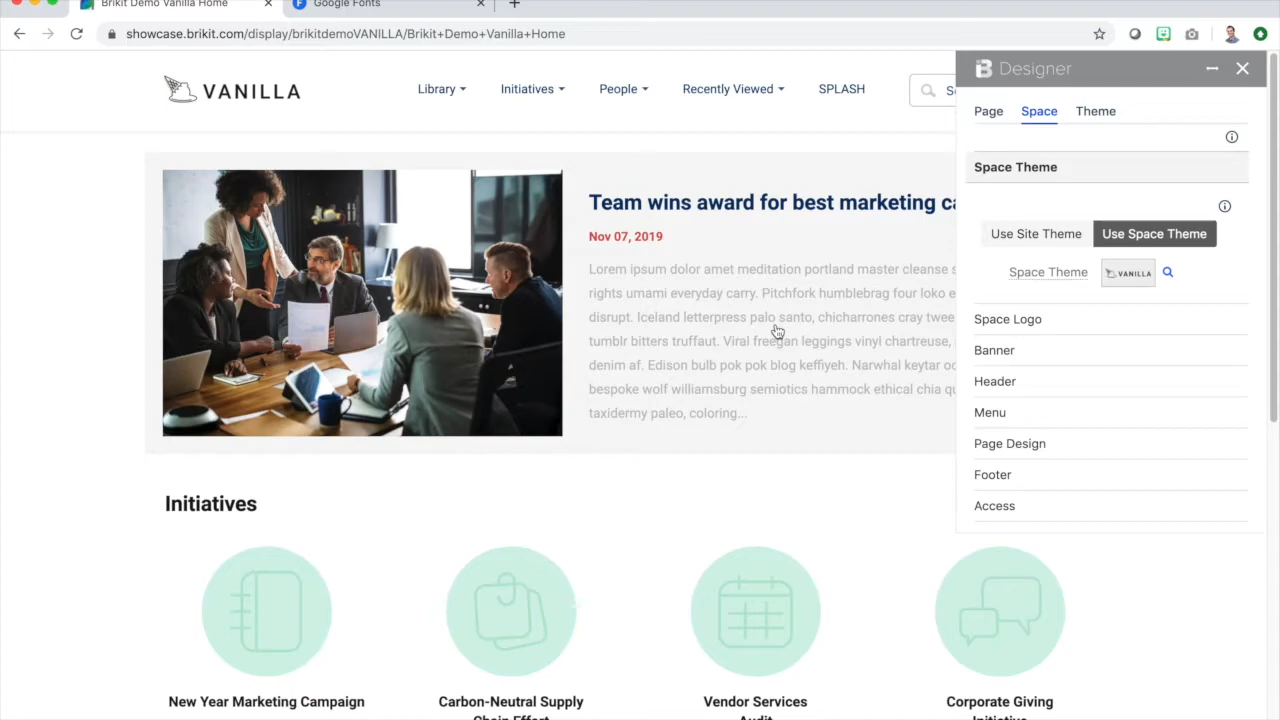 Brikit Demo Vanilla Home
Google Fonts
showcase.brikit.com/display/brikitdemoVANILLA/Brikit+Demo+Vanilla+Home
VANILLA
Library
Initiatives
People
Recently Viewed
SPLASH
Designer
Page
Space
Theme
Space Theme
Use Site Theme
Use Space Theme
Space Theme
VANILLA
Space Logo
Banner
Header
Menu
Page Design
Footer
Access
Team wins award for best marketing
Nov 07, 2019
Lorem ipsum dolor amet meditation portland master cleanse
rights umami everyday carry. Pitchfork humblebrag four loko
disrupt. Iceland letterpress palo santo, chicharrones cray
tumblr bitters truffaut. Viral freegan leggings vinyl chartreuse,
denim af. Edison bulb pok pok blog keffiyeh. Narwhal keytar
bespoke wolf williamsburg semiotics hammock ethical chia
taxidermy paleo, coloring...
Initiatives
New Year Marketing Campaign
Carbon-Neutral Supply
Chain Effort
Vendor Services
Audit
Corporate Giving
Initiative